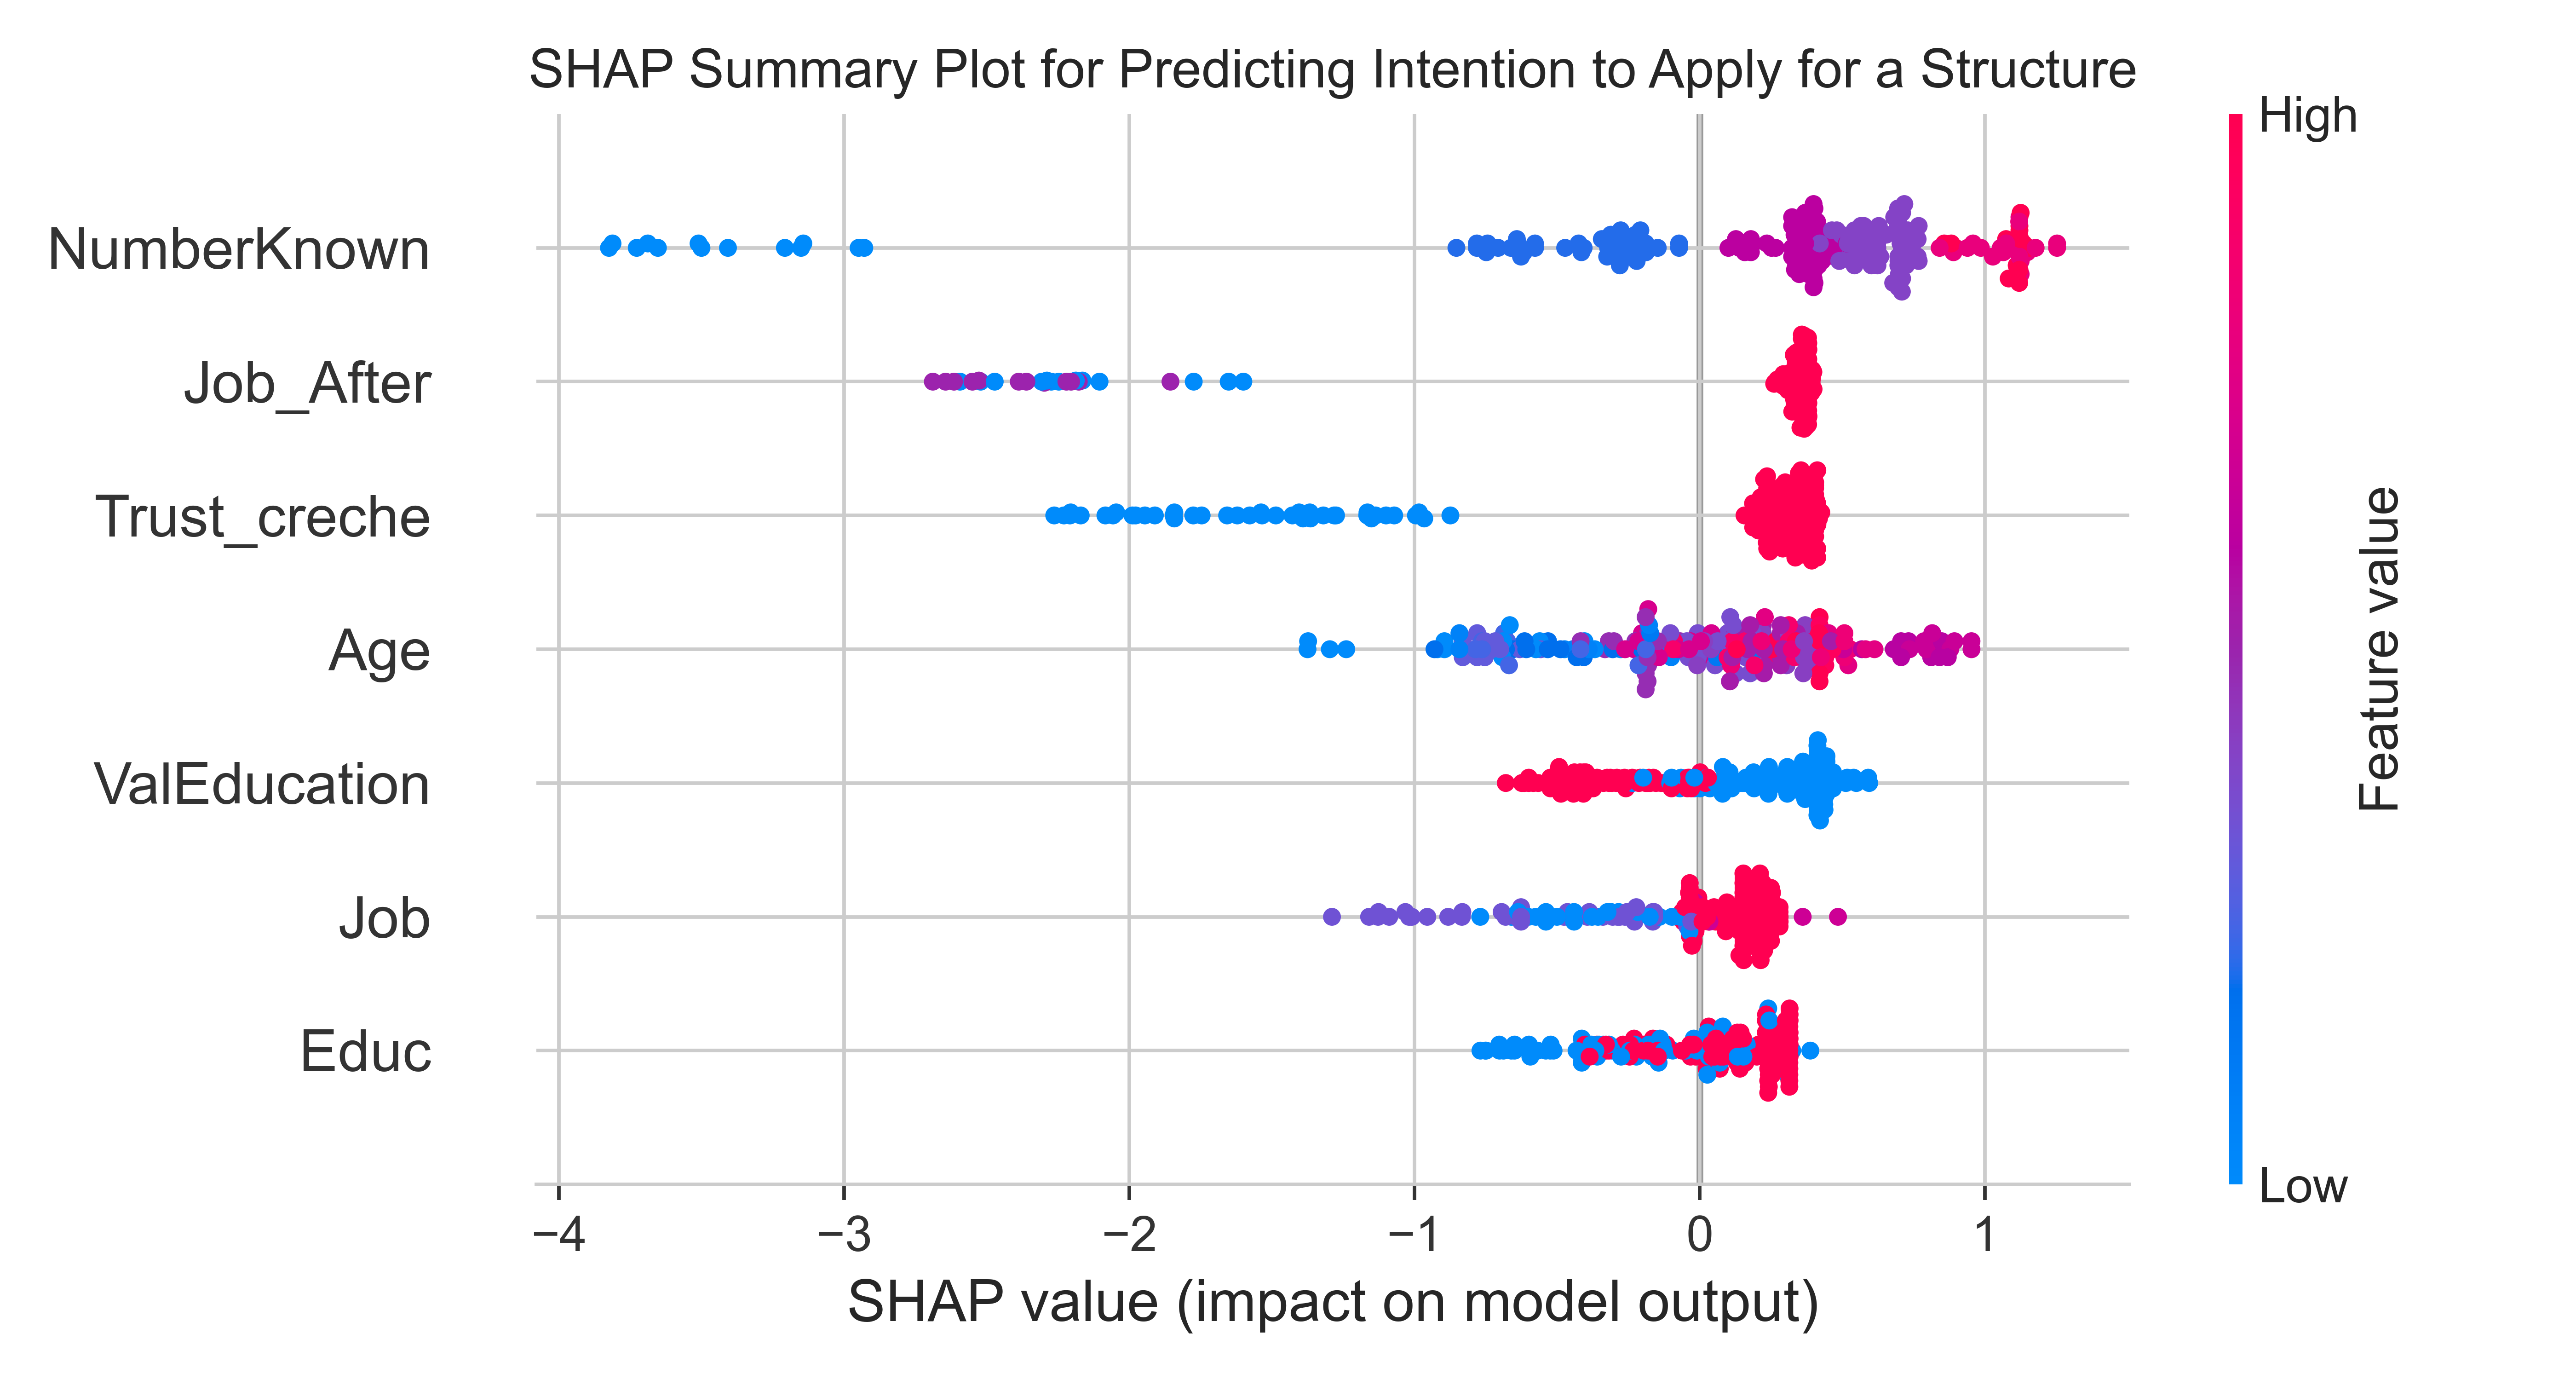 SHAP Summary Plot for Predicting Intention to Apply for a Structure
High
NumberKnown
Job_After
Trust_creche
Age
ValEducation
Job
Educ
Feature value
Low
−4 −3 −2 −1 0 1
SHAP value (impact on model output)